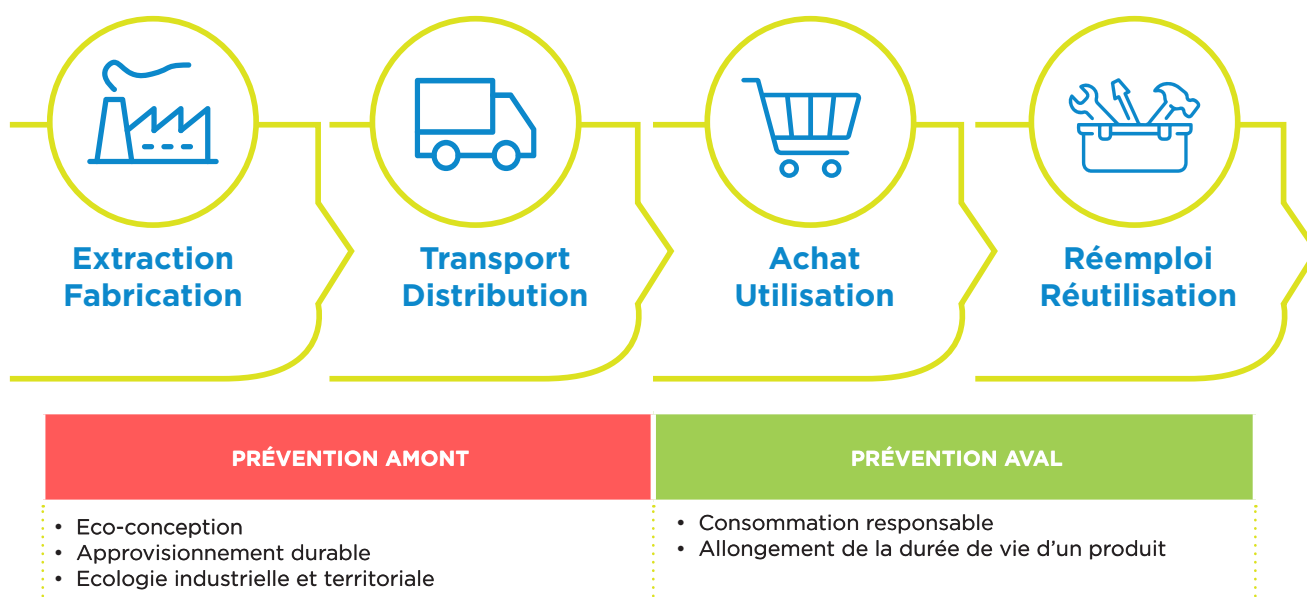 Extraction
Fabrication
Transport
Distribution
Achat
Utilisation
Réemploi
Réutilisation
PRÉVENTION AMONT
PRÉVENTION AVAL
• Eco-conception
• Approvisionnement durable
• Ecologie industrielle et territoriale
• Consommation responsable
• Allongement de la durée de vie d’un produit